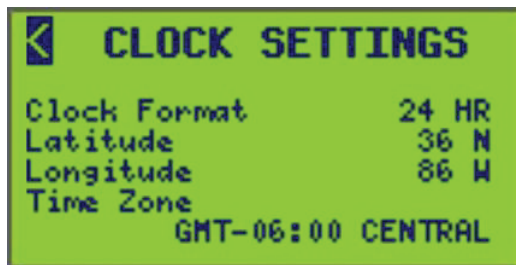 < CLOCK SETTINGS
Clock Format 24 HR
Latitude 36 N
Longitude 86 W
Time Zone
GMT-06:00 CENTRAL